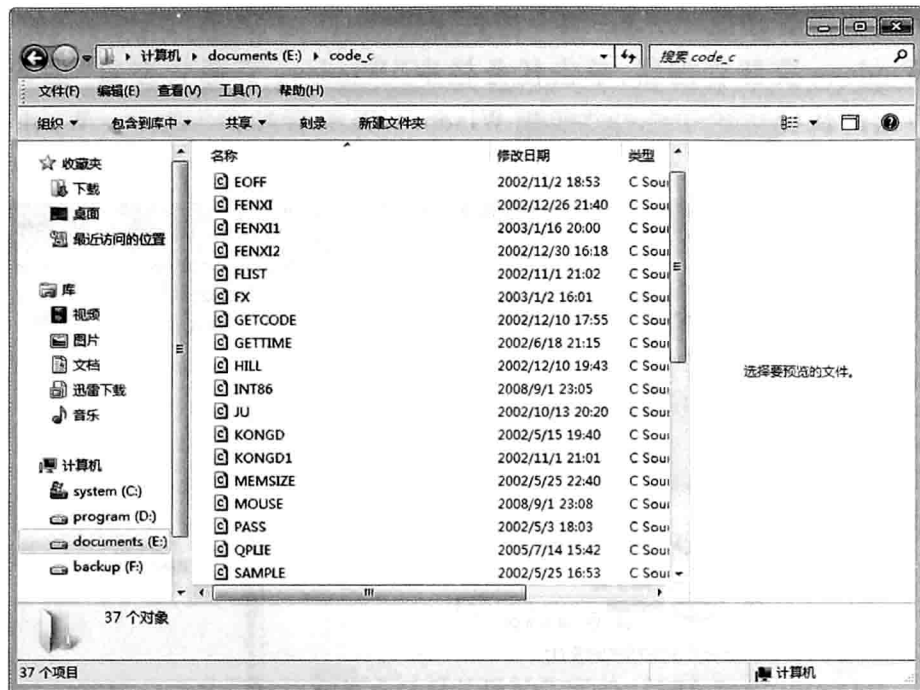 计算机 documents (E:) code_c 搜索 code_c
文件(F) 编辑(E) 查看(V) 工具(T) 帮助(H)
组织 包含到库中 共享 刻录 新建文件夹
收藏夹
下载
桌面
最近访问的位置
库
视频
图片
文档
迅雷下载
音乐
计算机
system (C:)
program (D:)
documents (E:)
backup (F:)
名称 修改日期 类型
EOFF 2002/11/2 18:53 C Sour
FENXI 2002/12/26 21:40 C Sour
FENXI1 2003/1/16 20:00 C Sour
FENXI2 2002/12/30 16:18 C Sour
FLIST 2002/11/1 21:02 C Sour
FX 2003/1/2 16:01 C Sour
GETCODE 2002/12/10 17:55 C Sour
GETTIME 2002/6/18 21:15 C Sour
HILL 2002/12/10 19:43 C Sour
INT86 2008/9/1 23:05 C Sour
JU 2002/10/13 20:20 C Sour
KONGD 2002/5/15 19:40 C Sour
KONGD1 2002/11/1 21:01 C Sour
MEMSIZE 2002/5/25 22:40 C Sour
MOUSE 2008/9/1 23:08 C Sour
PASS 2002/5/3 18:03 C Sour
QPLIE 2005/7/14 15:42 C Sour
SAMPLE 2002/5/25 16:53 C Sour
选择要预览的文件。
37 个对象
37 个项目 计算机